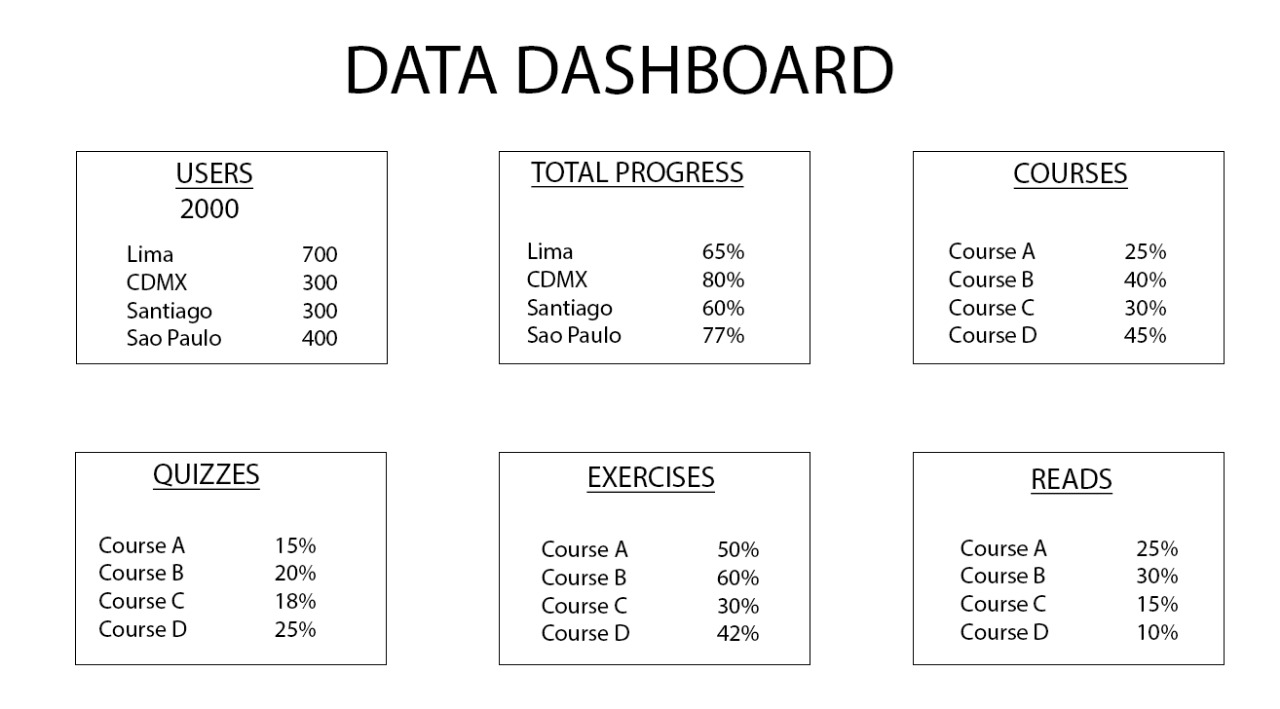 DATA DASHBOARD
USERS
2000
Lima 700
CDMX 300
Santiago 300
Sao Paulo 400
TOTAL PROGRESS
Lima 65%
CDMX 80%
Santiago 60%
Sao Paulo 77%
COURSES
Course A 25%
Course B 40%
Course C 30%
Course D 45%
QUIZZES
Course A 15%
Course B 20%
Course C 18%
Course D 25%
EXERCISES
Course A 50%
Course B 60%
Course C 30%
Course D 42%
READS
Course A 25%
Course B 30%
Course C 15%
Course D 10%